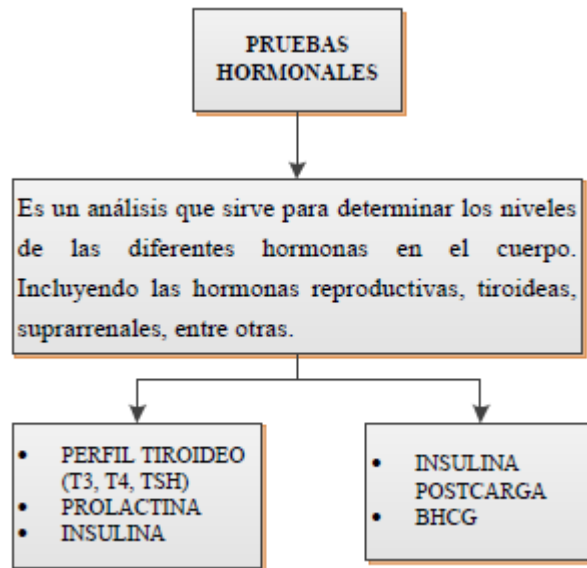 PRUEBAS
HORMONALES
Es un análisis que sirve para determinar los niveles
de las diferentes hormonas en el cuerpo.
Incluyendo las hormonas reproductivas, tiroideas,
suprarrenales, entre otras.
• PERFIL TIROIDEO
(T3, T4, TSH)
• PROLACTINA
• INSULINA
• INSULINA
POSTCARGA
• BHCG